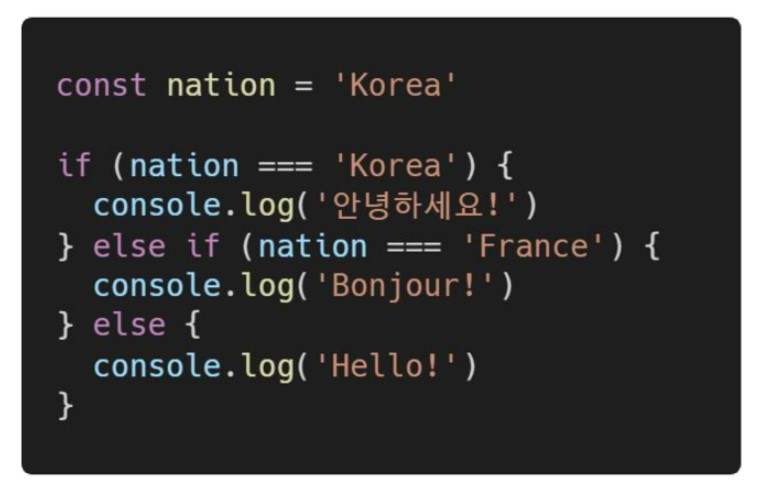 const nation = 'Korea'
if (nation === 'Korea') {
  console.log('안녕하세요!')
} else if (nation === 'France') {
  console.log('Bonjour!')
} else {
  console.log('Hello!')
}